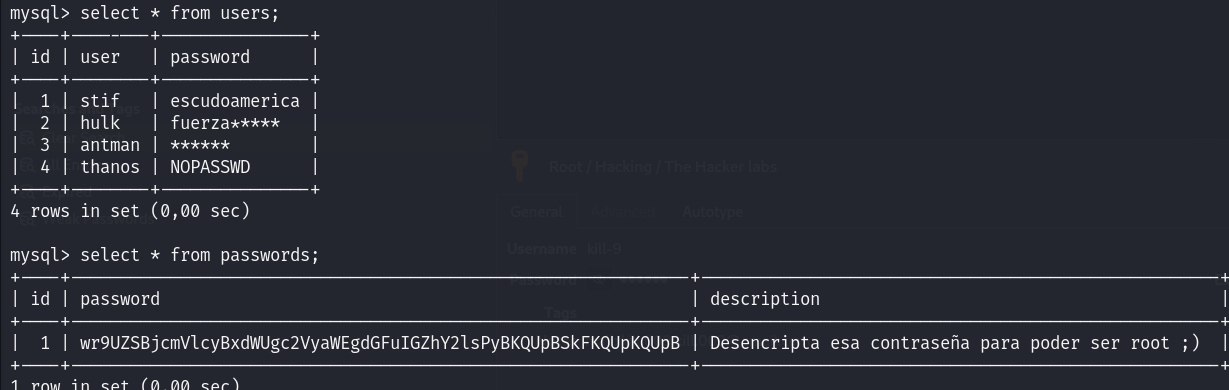 mysql> select * from users;
| id | user | password |
| 1 | stif | escudoamerica |
| 2 | hulk | fuerza***** |
| 3 | antman | ****** |
| 4 | thanos | NOPASSWD |
4 rows in set (0,00 sec)
Root / Hacking / The Hacker labs
General Advanced Autotype
Username kill-9
Password
Tags
mysql> select * from passwords;
| id | password | description |
| 1 | wr9UZSBjcmVlcyBxdWUgc2VyaWEgdGFuIGZhY2lsPyBKQUpBSkFKQUpKQUpB | Desencripta esa contraseña para poder ser root ;) |
1 row in set (0,00 sec)